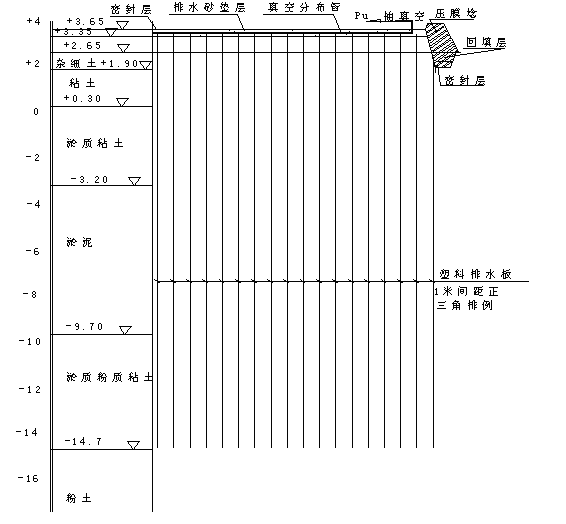 密封层
排水砂垫层
真空分布管
Pu 抽真空
压膜埝
回填层
密封层
+4
+3.65
+3.35
+2.65
+2
杂细土+1.90
粘土
+0.30
0
淤质粘土
-2
-3.20
-4
淤泥
-6
塑料排水板
1米间距正
三角排例
-8
-9.70
-10
淤质粉质粘土
-12
-14
-14.7
-16
粉土